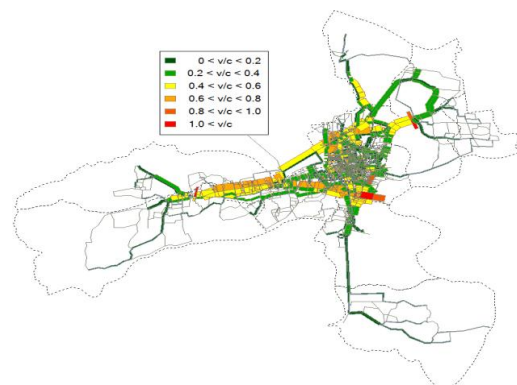 0 < v/c < 0.2
0.2 < v/c < 0.4
0.4 < v/c < 0.6
0.6 < v/c < 0.8
0.8 < v/c < 1.0
1.0 < v/c